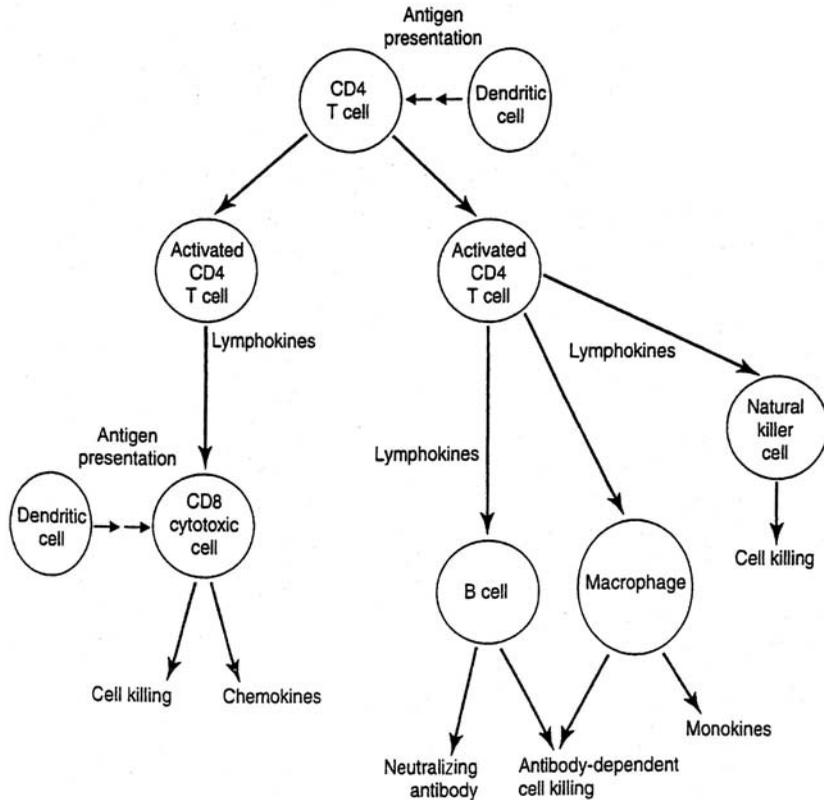 Antigen
presentation
CD4
T cell
Dendritic
cell
Activated
CD4
T cell
Activated
CD4
T cell
Lymphokines
Lymphokines
Natural
killer
cell
Antigen
presentation
Lymphokines
Dendritic
cell
CD8
cytotoxic
cell
Cell killing
B cell
Macrophage
Cell killing
Chemokines
Monokines
Neutralizing
antibody
Antibody-dependent
cell killing